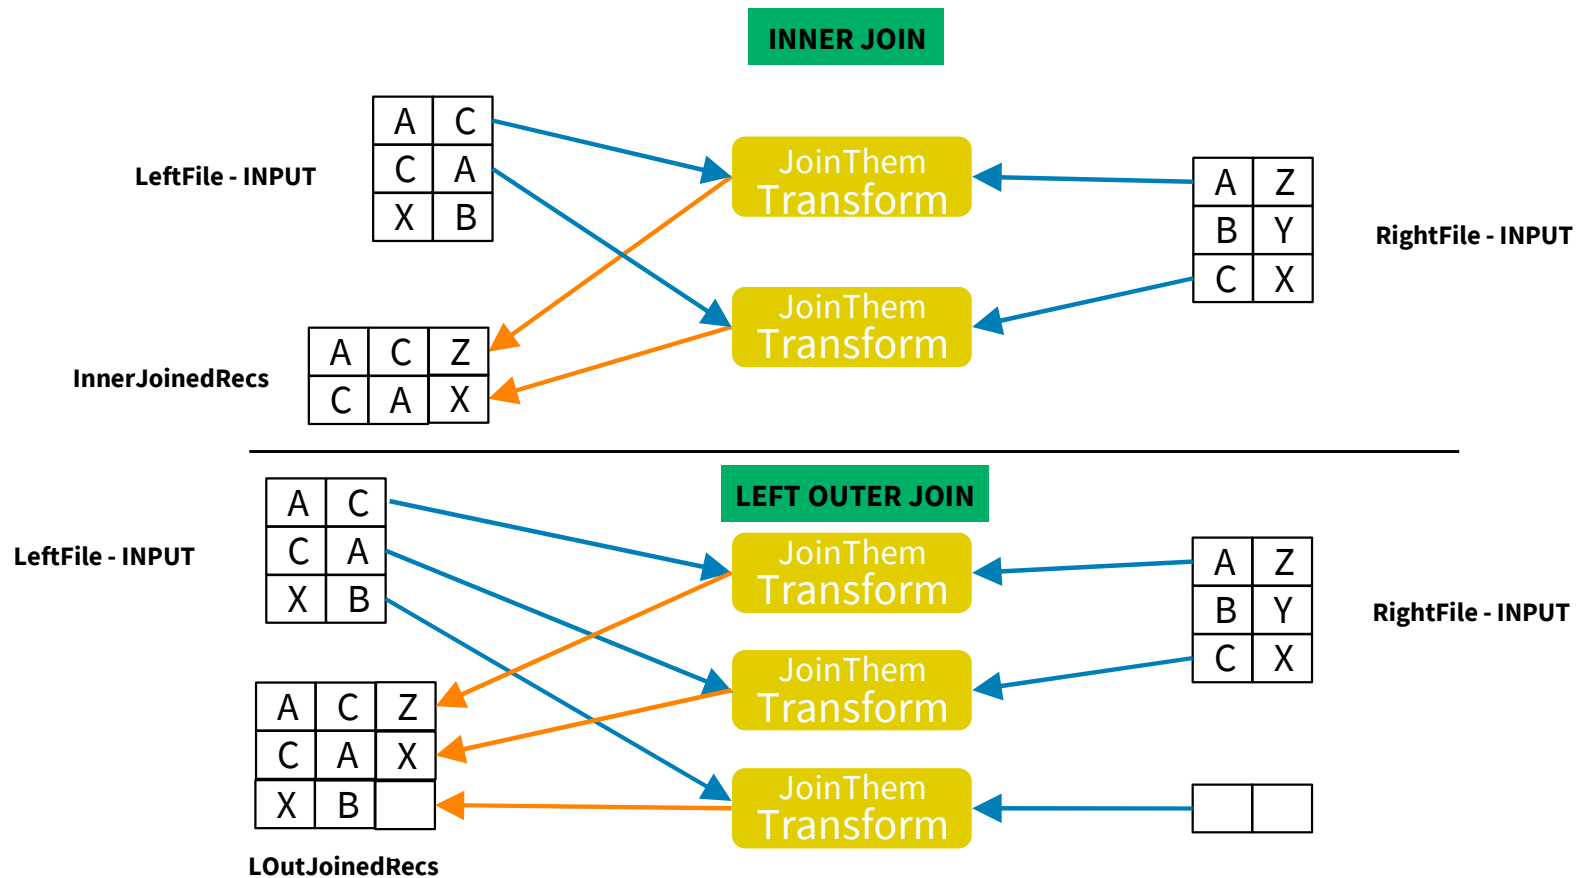 INNER JOIN
A C
C A
X B
LeftFile - INPUT
JoinThem
Transform
A Z
B Y
C X
RightFile - INPUT
JoinThem
Transform
A C Z
C A X
InnerJoinedRecs
LEFT OUTER JOIN
A C
C A
X B
LeftFile - INPUT
JoinThem
Transform
A Z
B Y
C X
RightFile - INPUT
JoinThem
Transform
A C Z
C A X
X B
JoinThem
Transform
LOutJoinedRecs